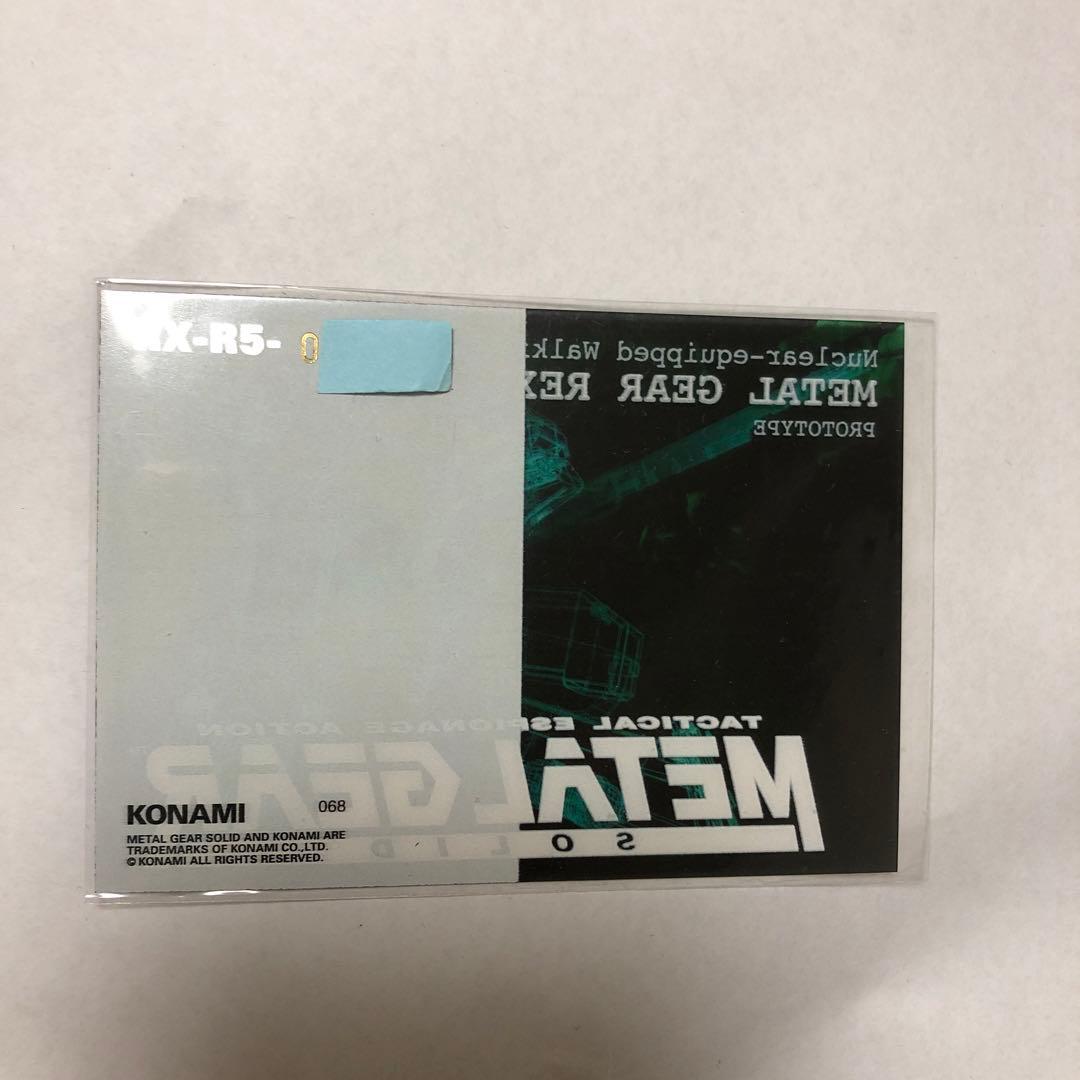 X-R5- 0
Nuclear-equipped
METAL GEAR REX
PROTOTYPE
TACTICAL ESPIONAGE ACTION
METAL GEAR
SOLID
KONAMI 068
METAL GEAR SOLID AND KONAMI ARE
TRADEMARKS OF KONAMI CO.,LTD.
© KONAMI ALL RIGHTS RESERVED.